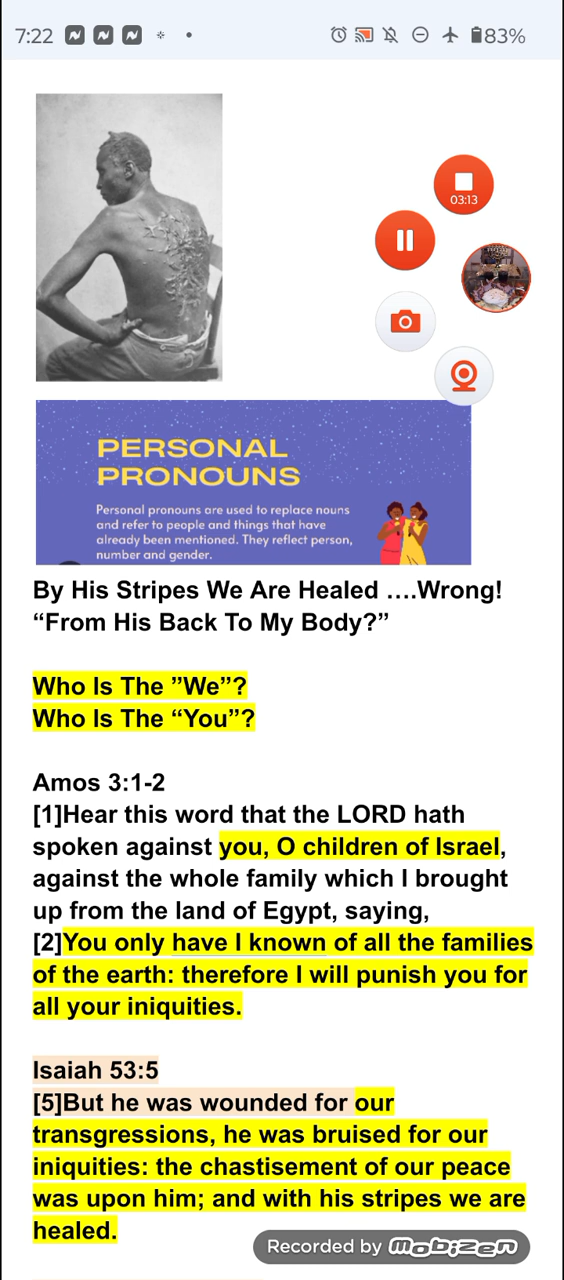 7:22
83%
03:13
PERSONAL
PRONOUNS
Personal pronouns are used to replace nouns
and refer to people and things that have
already been mentioned. They reflect person,
number and gender.
By His Stripes We Are Healed ….Wrong!
“From His Back To My Body?”
Who Is The ”We”?
Who Is The “You”?
Amos 3:1-2
[1]Hear this word that the LORD hath
spoken against you, O children of Israel,
against the whole family which I brought
up from the land of Egypt, saying,
[2]You only have I known of all the families
of the earth: therefore I will punish you for
all your iniquities.
Isaiah 53:5
[5]But he was wounded for our
transgressions, he was bruised for our
iniquities: the chastisement of our peace
was upon him; and with his stripes we are
healed.
Recorded by mobizen